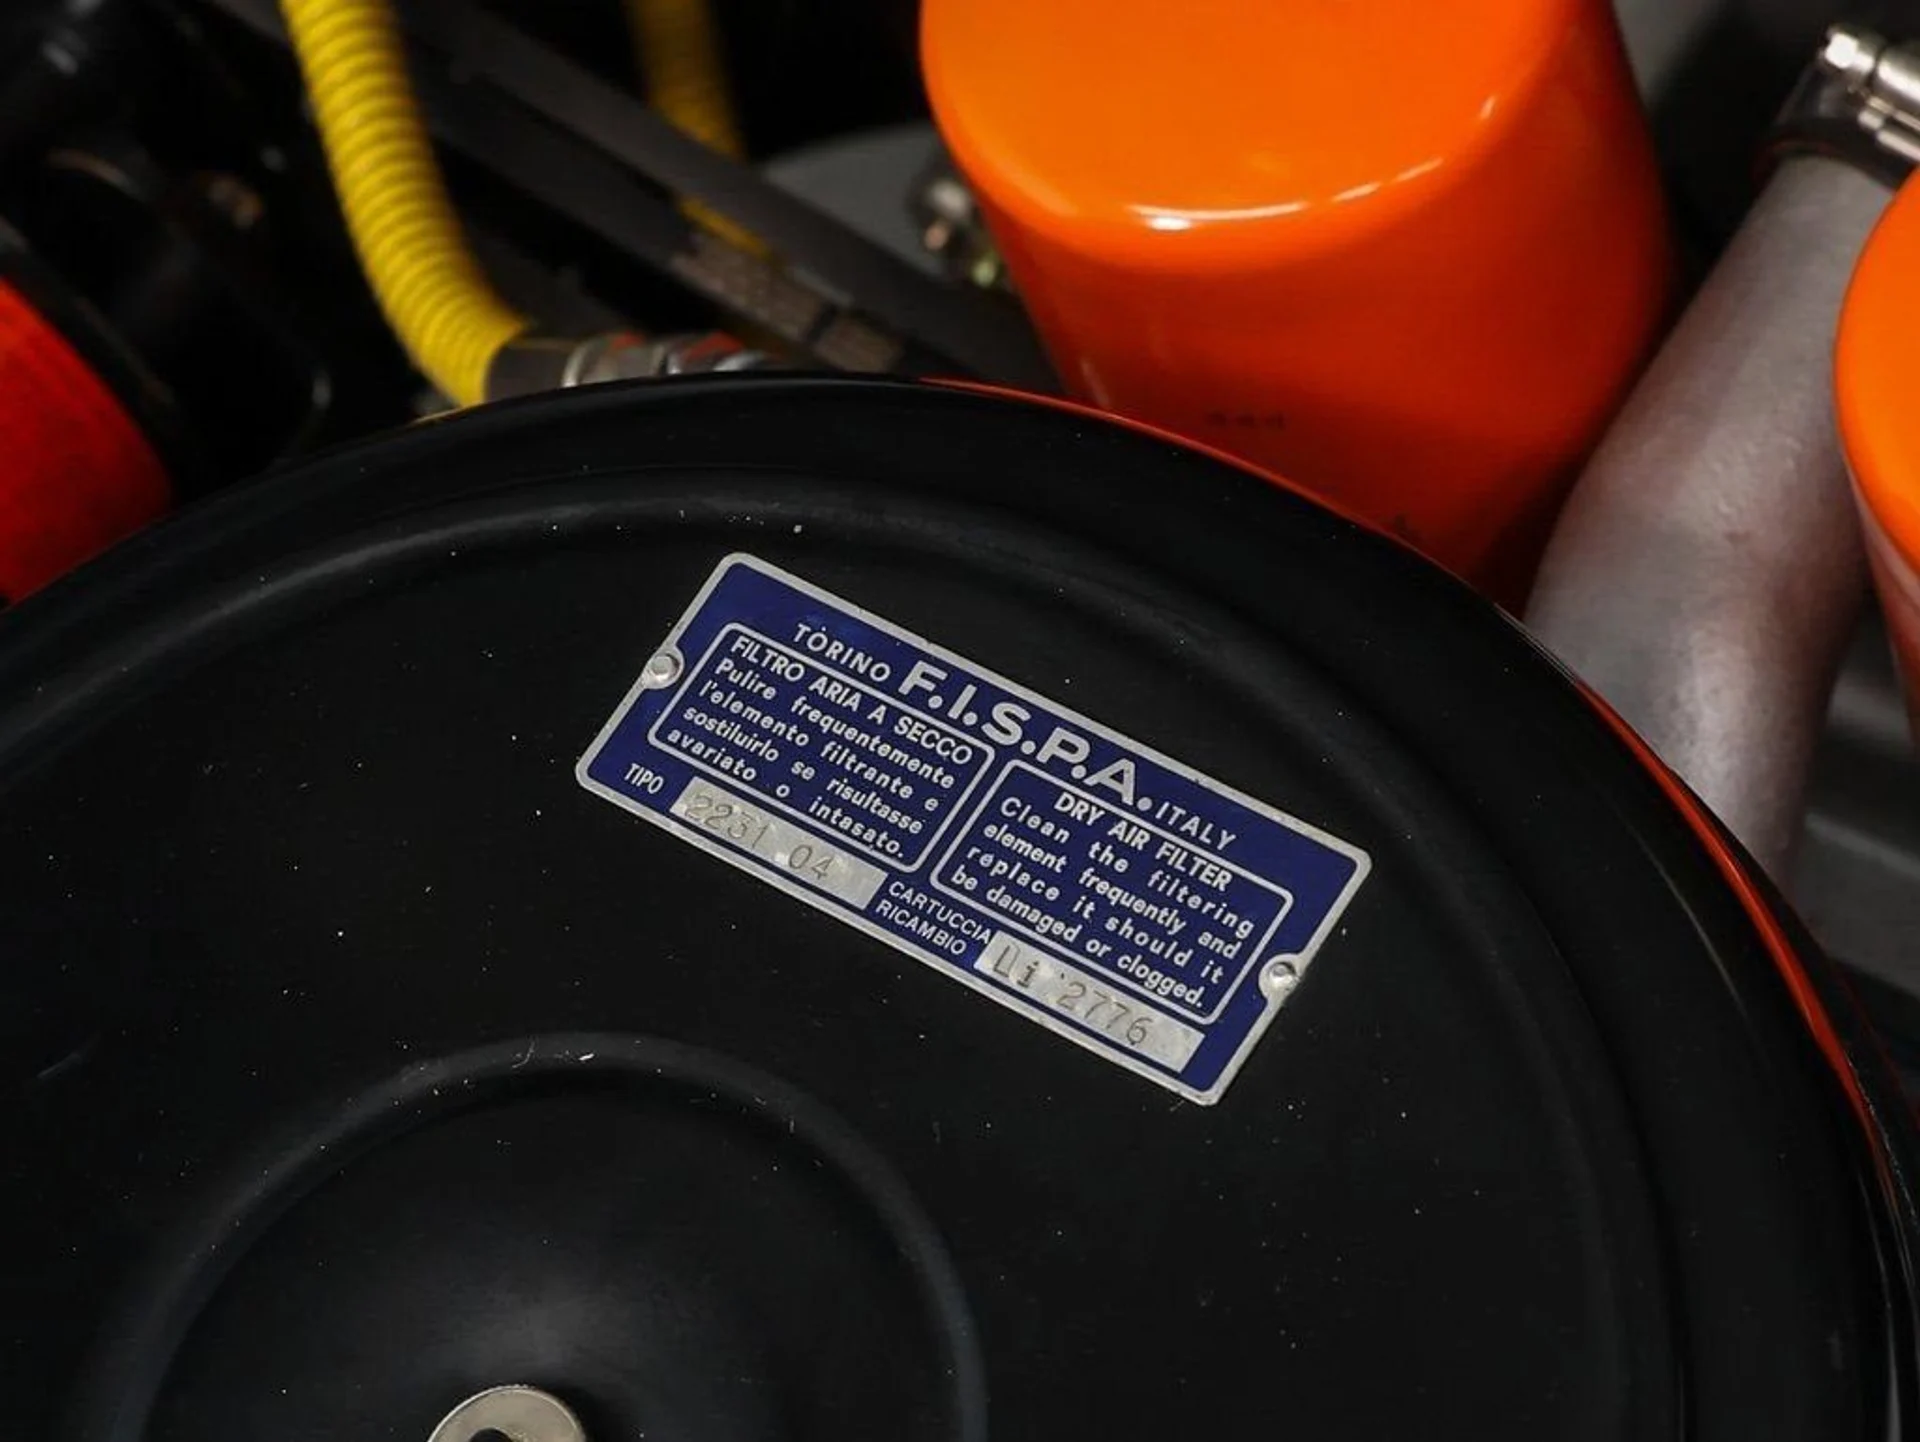 TORINO F.I.S.P.A. ITALY
FILTRO ARIA A SECCO
Pulire frequentemente
l'elemento filtrante e
sostiluirlo se risultasse
avariato o intasato.
DRY AIR FILTER
Clean the filtering
element frequently and
replace it should it
be damaged or clogged.
TIPO 2231 04
CARTUCCIA
RICAMBIO
Li 2776